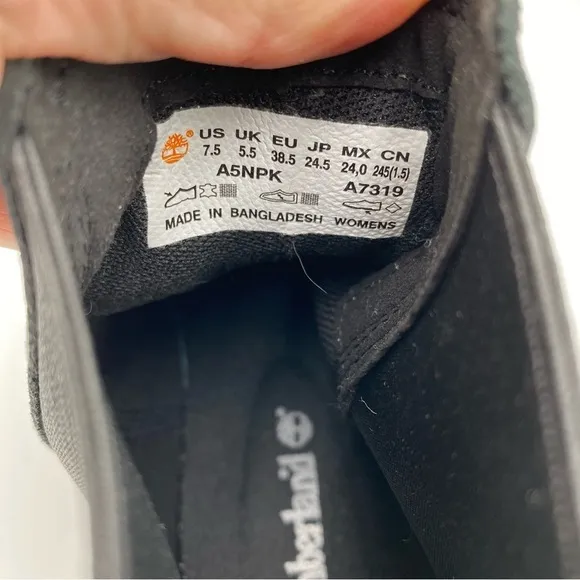 US UK EU JP MX CN
7.5 5.5 38.5 24.5 24,0 245(1.5)
A5NPK A7319
MADE IN BANGLADESH WOMENS
mberland